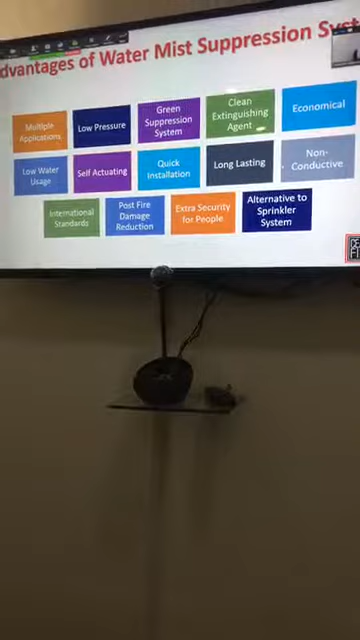 dvantages of Water Mist Suppression Sys
Multiple
Applications
Low Pressure
Green
Suppression
System
Clean
Extinguishing
Agent
Economical
Low Water
Usage
Self Actuating
Quick
Installation
Long Lasting
Non-
Conductive
International
Standards
Post Fire
Damage
Reduction
Extra Security
for People
Alternative to
Sprinkler
System